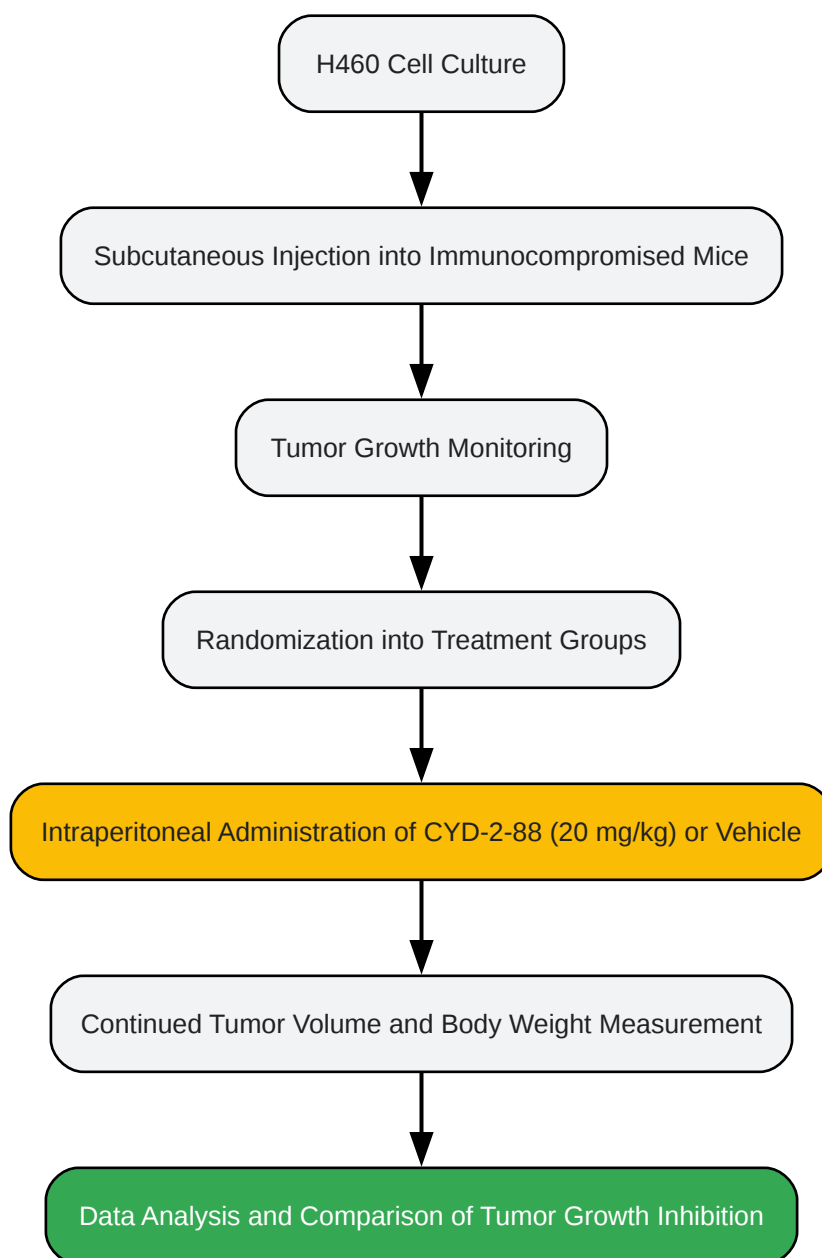 H460 Cell Culture
Subcutaneous Injection into Immunocompromised Mice
Tumor Growth Monitoring
Randomization into Treatment Groups
Intraperitoneal Administration of CYD-2-88 (20 mg/kg) or Vehicle
Continued Tumor Volume and Body Weight Measurement
Data Analysis and Comparison of Tumor Growth Inhibition